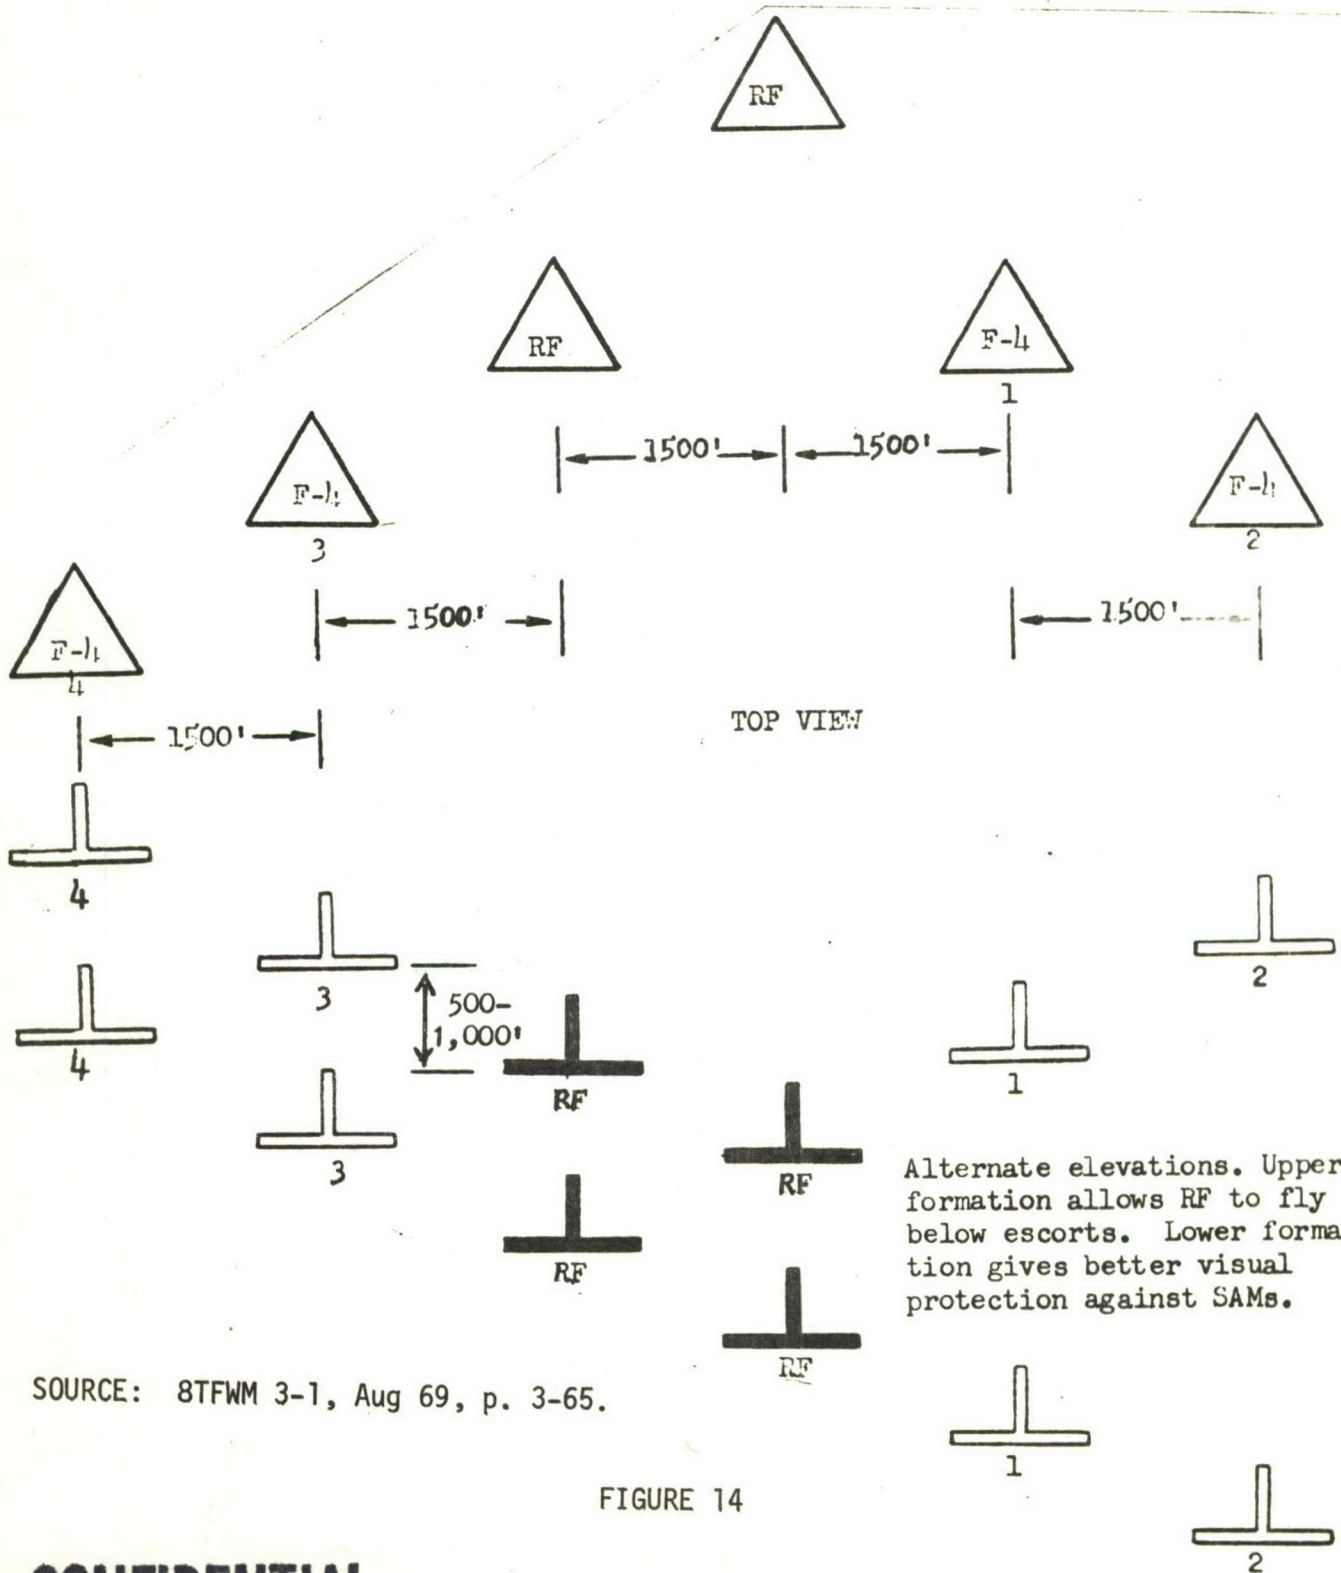 RF
RF
F-4
1
1500' 1500'
F-4
3
F-4
2
1500'
1500'
F-4
4
1500'
TOP VIEW
4
3
500-
1,000'
2
4
RF
1
3
RF
RF
RF
Alternate elevations. Upper
formation allows RF to fly
below escorts. Lower forma
tion gives better visual
protection against SAMs.
SOURCE: 8TFWM 3-1, Aug 69, p. 3-65.
1
FIGURE 14
2
CONFIDENTIAL